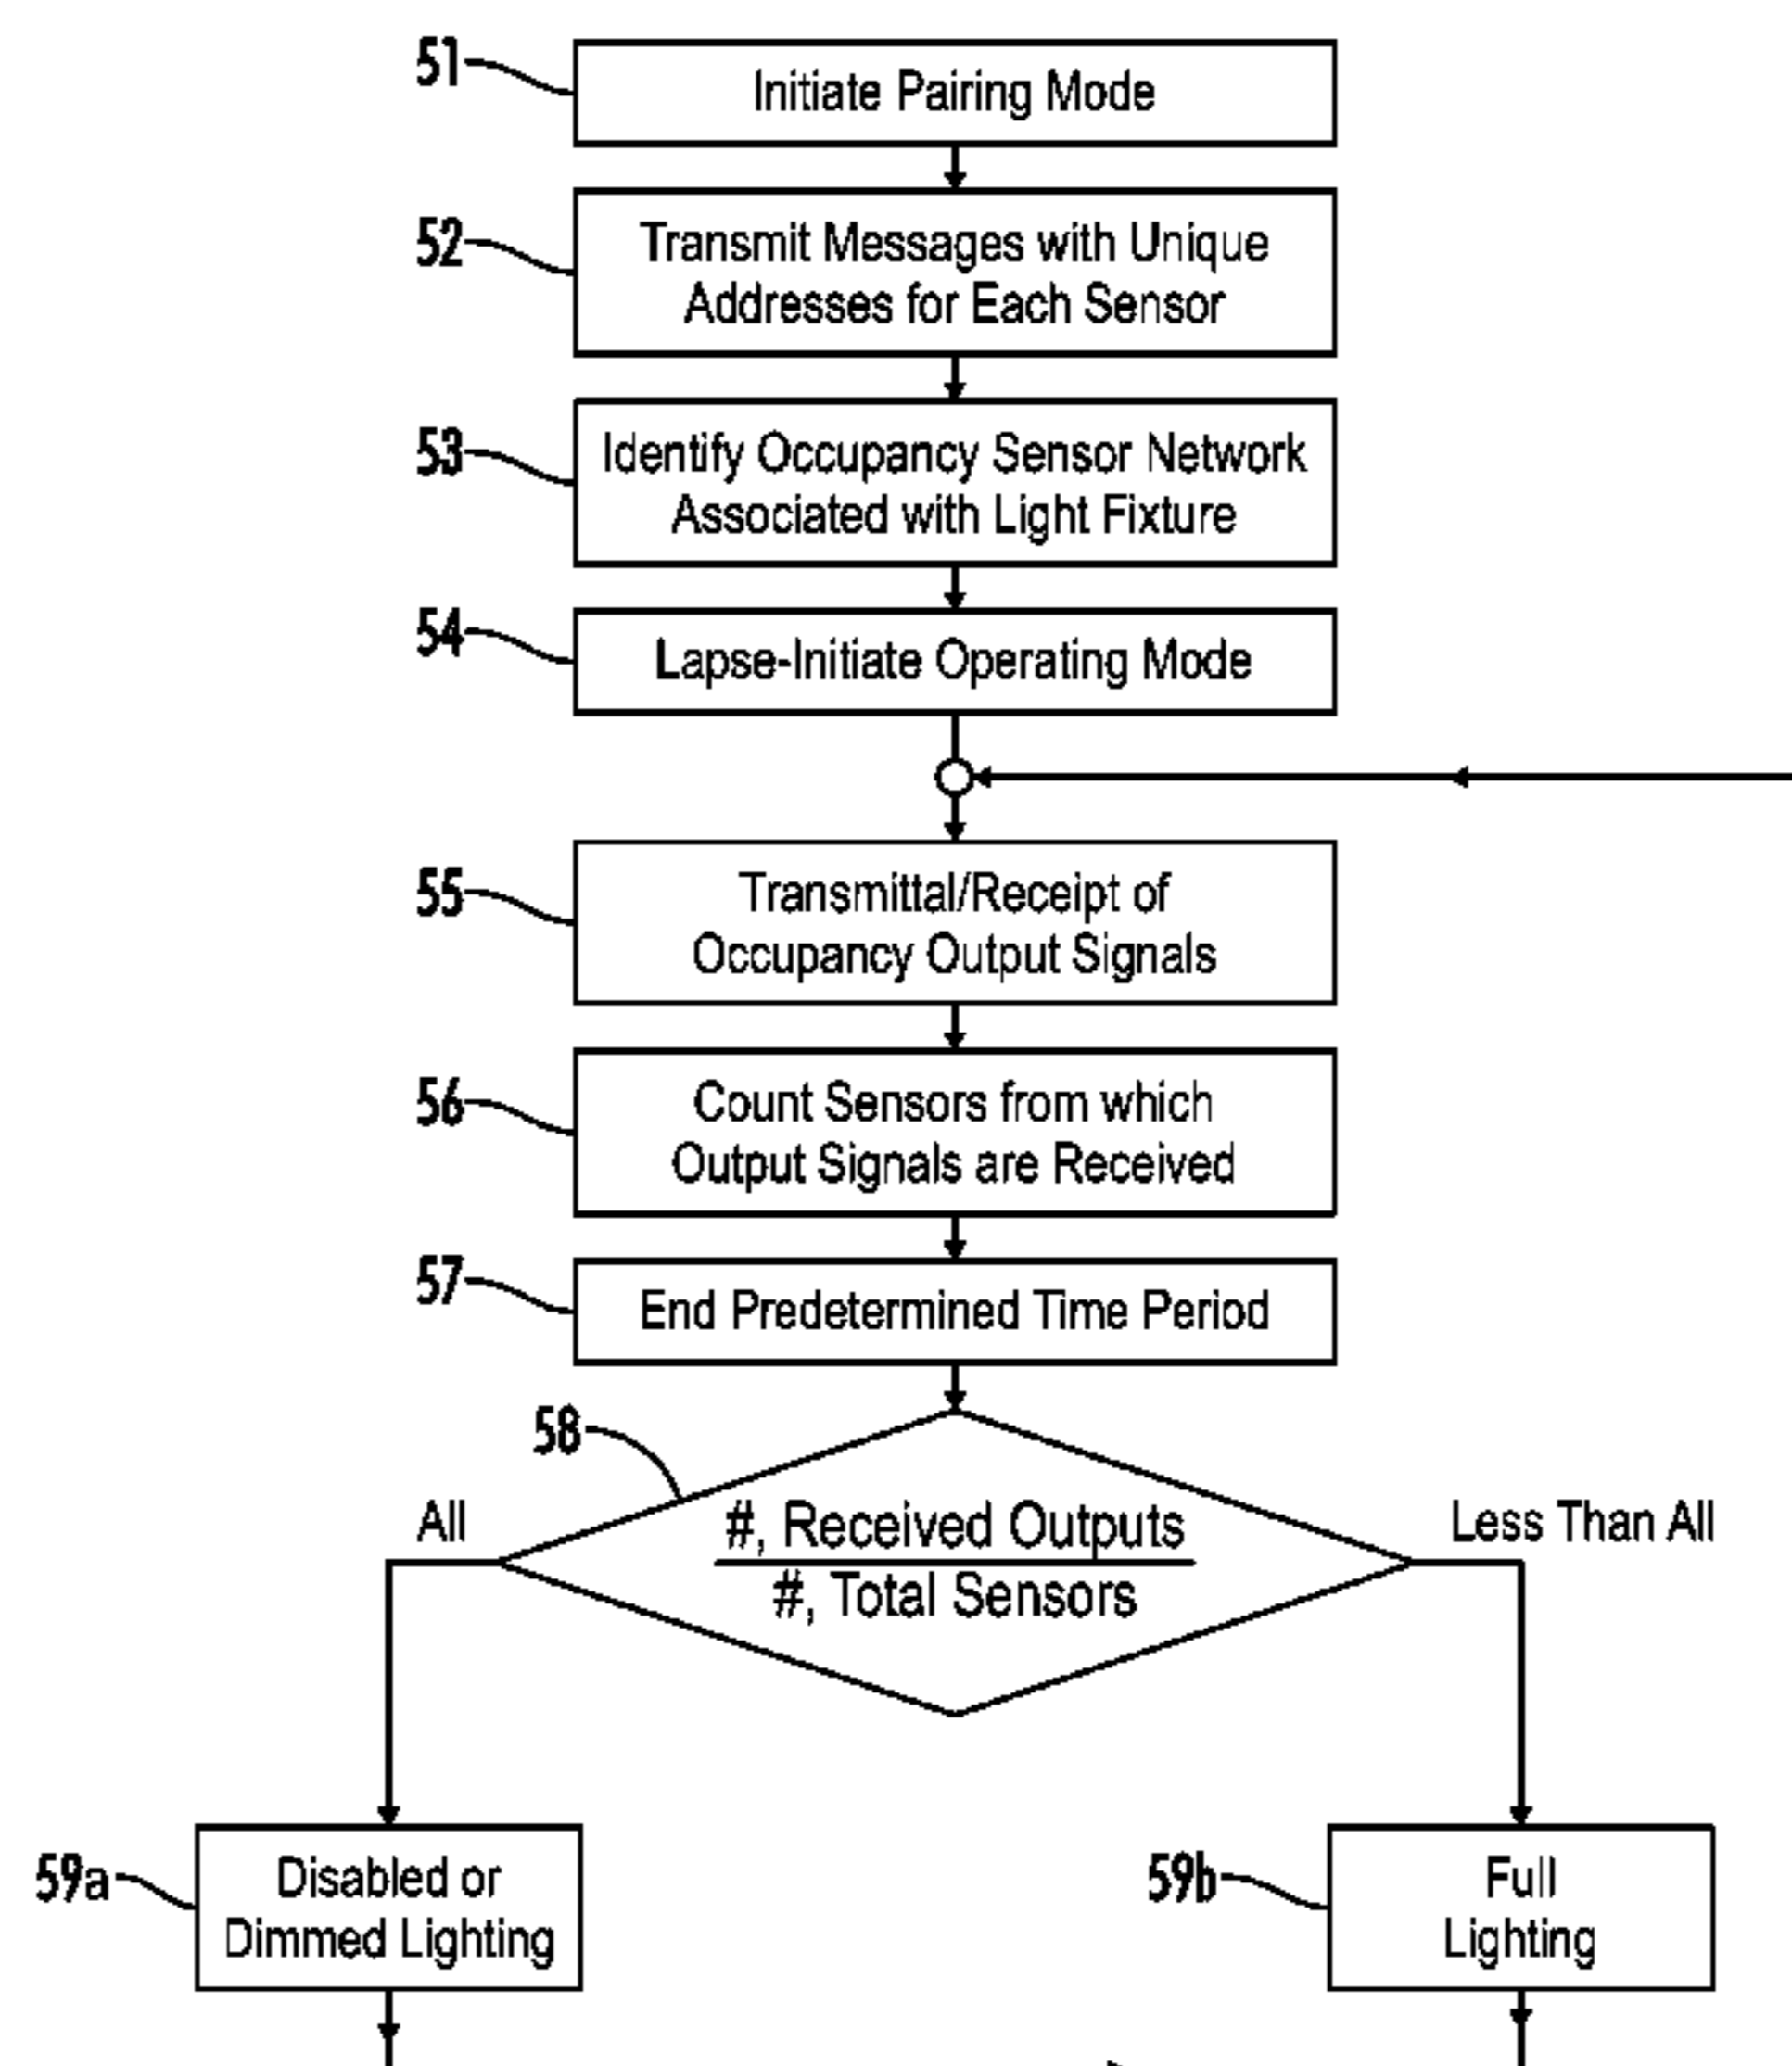 51
Initiate Pairing Mode
52
Transmit Messages with Unique
Addresses for Each Sensor
53
Identify Occupancy Sensor Network
Associated with Light Fixture
54
Lapse-Initiate Operating Mode
55
Transmittal/Receipt of
Occupancy Output Signals
56
Count Sensors from which
Output Signals are Received
57
End Predetermined Time Period
58
All
#, Received Outputs
#, Total Sensors
Less Than All
59a
Disabled or
Dimmed Lighting
59b
Full
Lighting